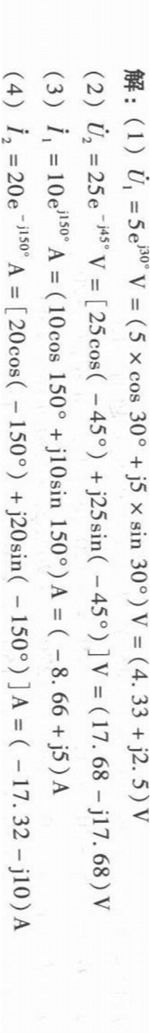 解：(1) U̇₁ = 5e^{j30°} V = (5 × cos 30° + j5 × sin 30°) V = (4. 33 + j2. 5) V
(2) U̇₂ = 25e^{-j45°} V = [25cos( - 45°) + j25sin( - 45°)] V = (17. 68 - j17. 68) V
(3) İ₁ = 10e^{j150°} A = (10cos 150° + j10sin 150°) A = ( - 8. 66 + j5) A
(4) İ₂ = 20e^{-j150°} A = [20cos( - 150°) + j20sin( - 150°)] A = ( - 17. 32 - j10) A